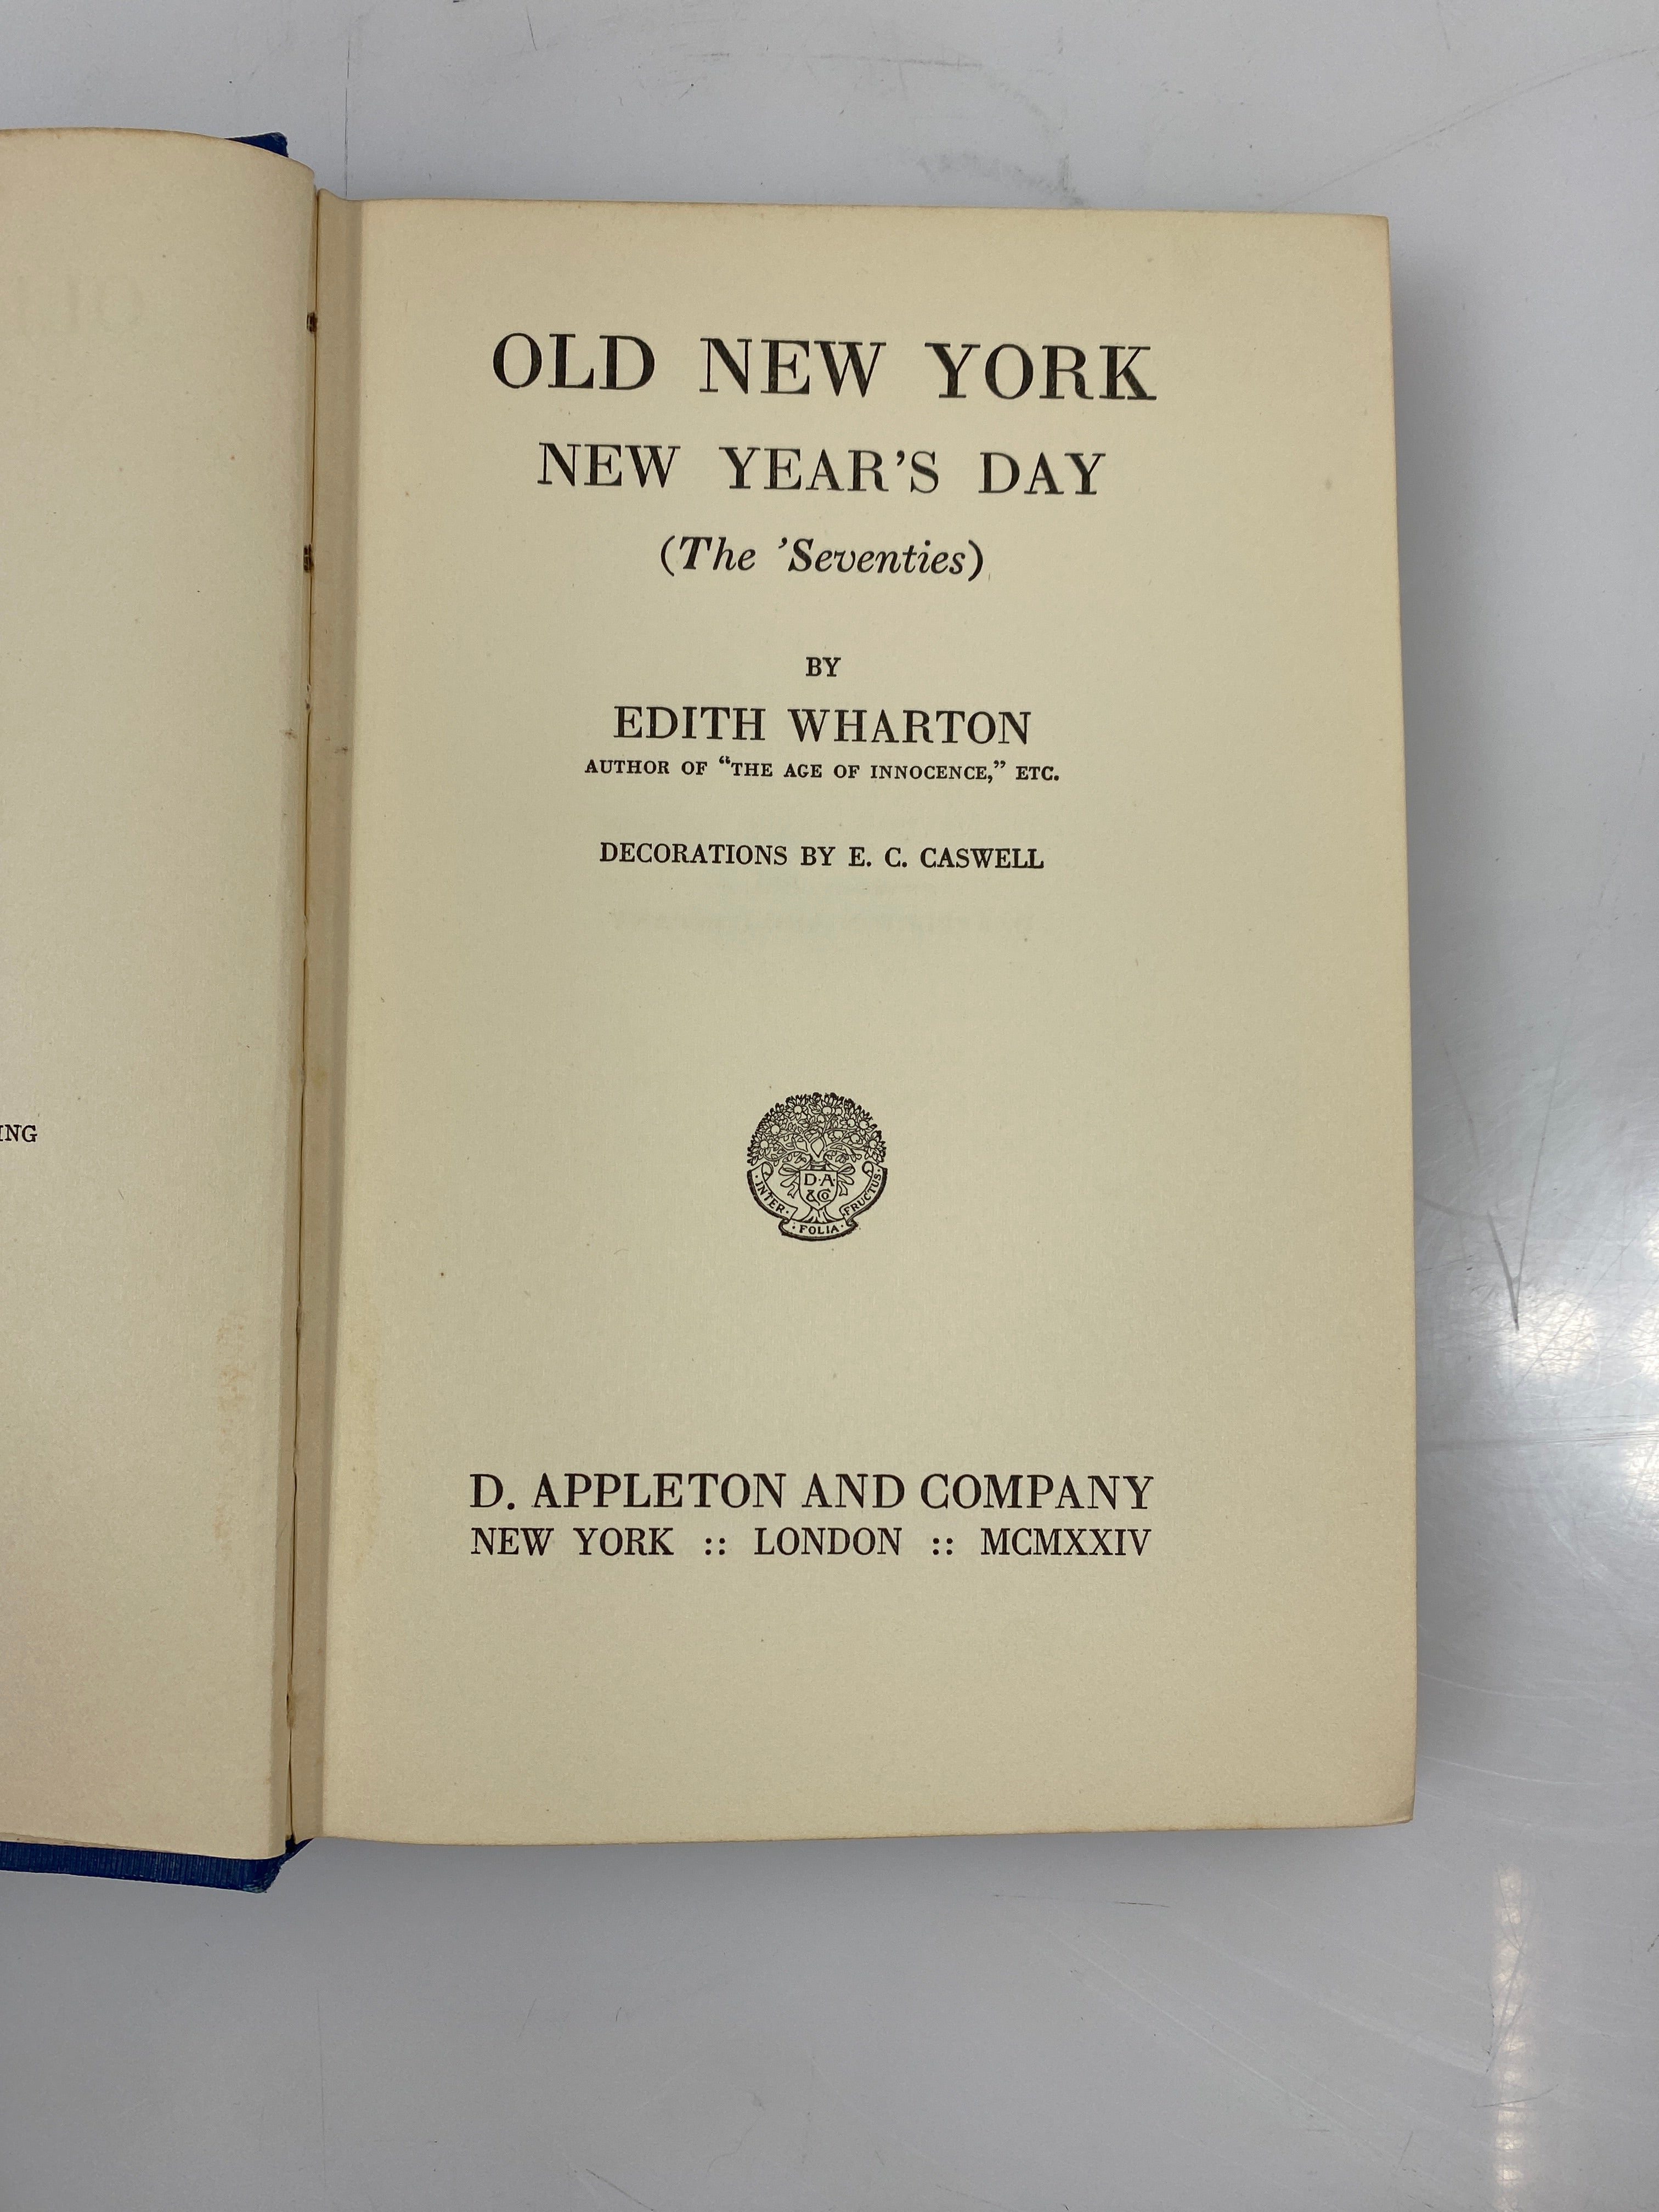 OLD NEW YORK
NEW YEAR'S DAY
(The 'Seventies)
BY
EDITH WHARTON
AUTHOR OF “THE AGE OF INNOCENCE,” ETC.
DECORATIONS BY E. C. CASWELL
ING
D·A·
&Co
·INTER·
·FOLIA·
FRUCTUS·
D. APPLETON AND COMPANY
NEW YORK :: LONDON :: MCMXXIV